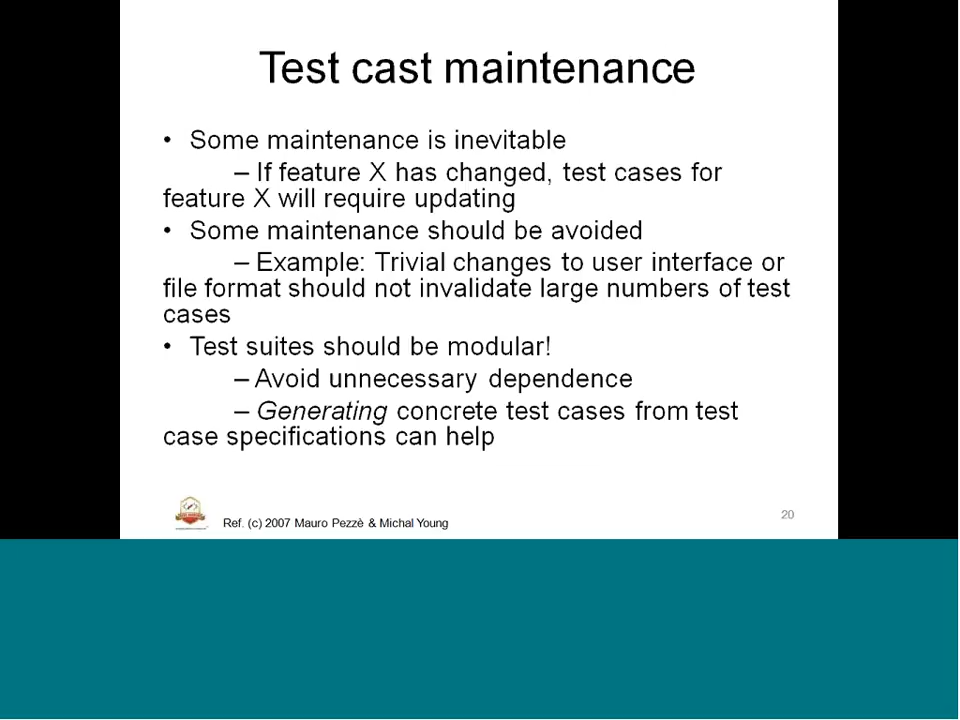 Test cast maintenance
• Some maintenance is inevitable
– If feature X has changed, test cases for
feature X will require updating
• Some maintenance should be avoided
– Example: Trivial changes to user interface or
file format should not invalidate large numbers of test
cases
• Test suites should be modular!
– Avoid unnecessary dependence
– Generating concrete test cases from test
case specifications can help
Ref. (c) 2007 Mauro Pezzè & Michal Young
20